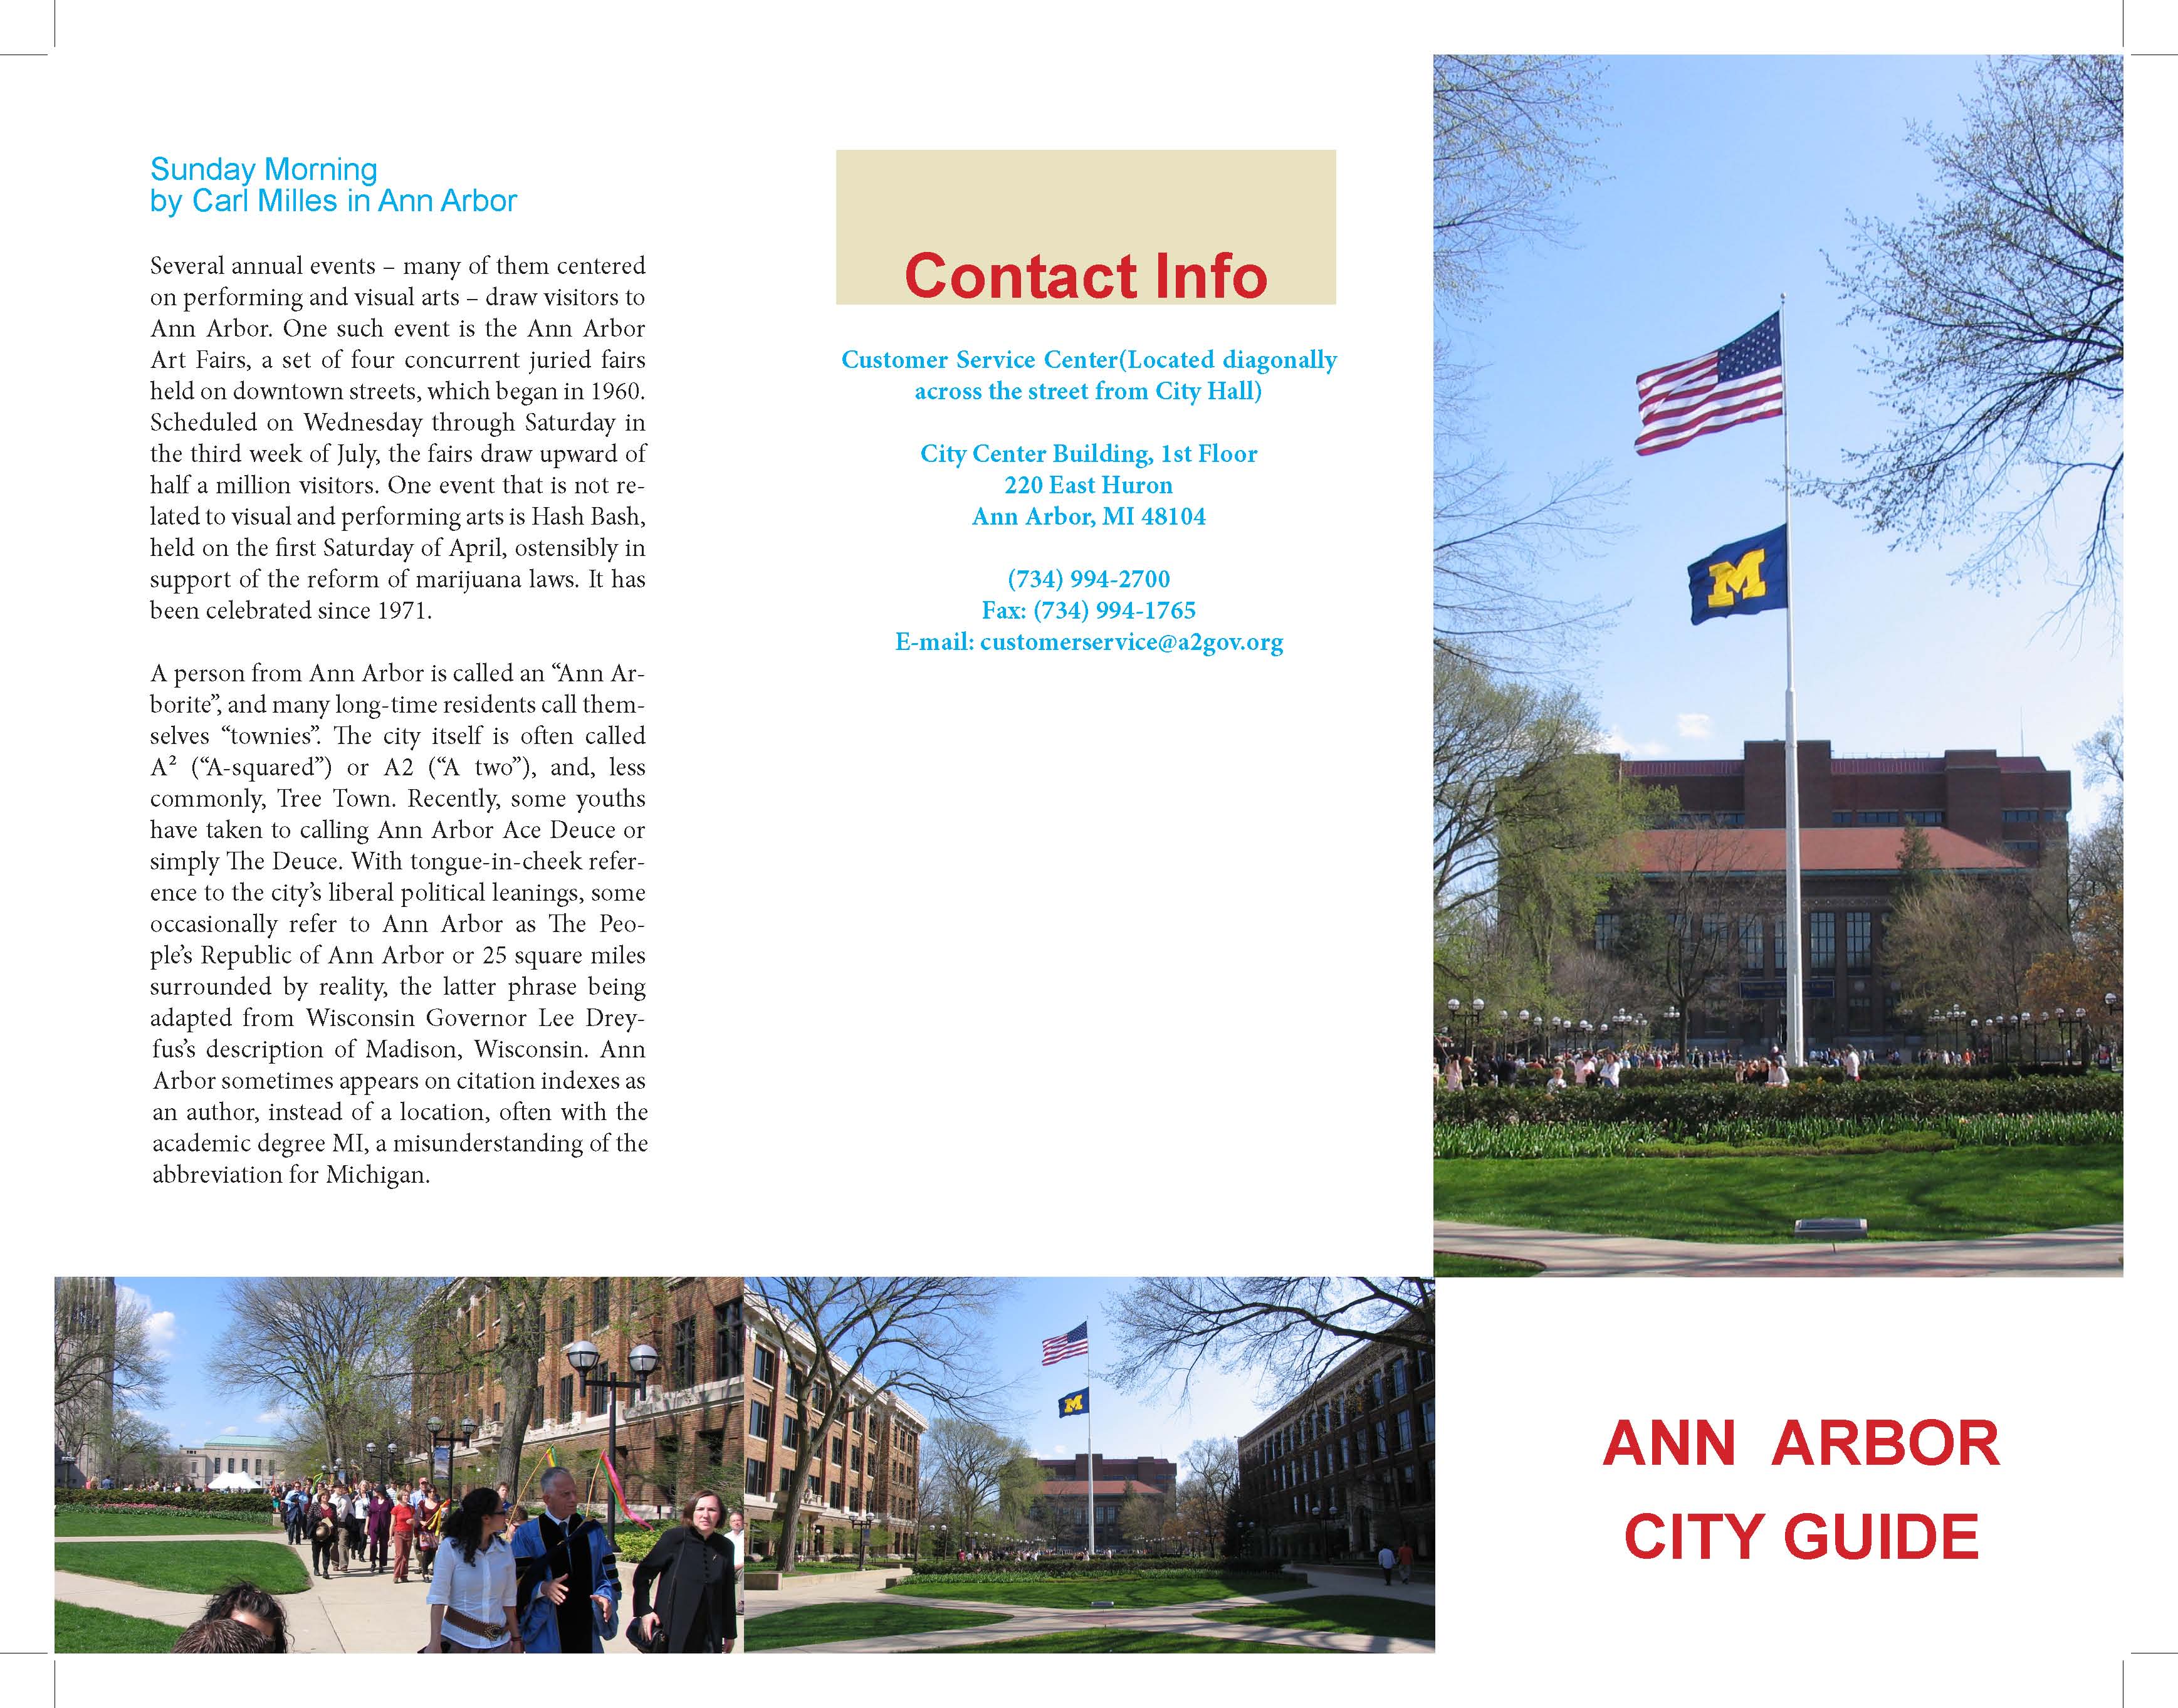 Sunday Morning
by Carl Milles in Ann Arbor
Several annual events – many of them centered
on performing and visual arts – draw visitors to
Ann Arbor. One such event is the Ann Arbor
Art Fairs, a set of four concurrent juried fairs
held on downtown streets, which began in 1960.
Scheduled on Wednesday through Saturday in
the third week of July, the fairs draw upward of
half a million visitors. One event that is not re-
lated to visual and performing arts is Hash Bash,
held on the first Saturday of April, ostensibly in
support of the reform of marijuana laws. It has
been celebrated since 1971.
A person from Ann Arbor is called an “Ann Ar-
borite”, and many long-time residents call them-
selves “townies”. The city itself is often called
A² (“A-squared”) or A2 (“A two”), and, less
commonly, Tree Town. Recently, some youths
have taken to calling Ann Arbor Ace Deuce or
simply The Deuce. With tongue-in-cheek refer-
ence to the city’s liberal political leanings, some
occasionally refer to Ann Arbor as The Peo-
ple’s Republic of Ann Arbor or 25 square miles
surrounded by reality, the latter phrase being
adapted from Wisconsin Governor Lee Drey-
fus’s description of Madison, Wisconsin. Ann
Arbor sometimes appears on citation indexes as
an author, instead of a location, often with the
academic degree MI, a misunderstanding of the
abbreviation for Michigan.
Contact Info
Customer Service Center(Located diagonally
across the street from City Hall)
City Center Building, 1st Floor
220 East Huron
Ann Arbor, MI 48104
(734) 994-2700
Fax: (734) 994-1765
E-mail: customerservice@a2gov.org
M
M
ANN ARBOR
CITY GUIDE